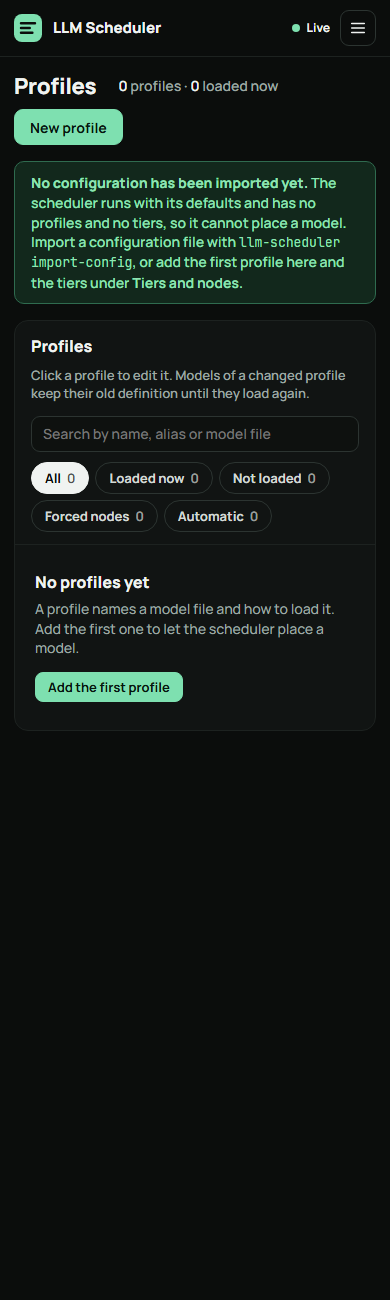 LLM Scheduler
Live
Profiles
0 profiles · 0 loaded now
New profile
No configuration has been imported yet. The
scheduler runs with its defaults and has no
profiles and no tiers, so it cannot place a model.
Import a configuration file with llm-scheduler
import-config, or add the first profile here and
the tiers under Tiers and nodes.
Profiles
Click a profile to edit it. Models of a changed profile
keep their old definition until they load again.
Search by name, alias or model file
All 0
Loaded now 0
Not loaded 0
Forced nodes 0
Automatic 0
No profiles yet
A profile names a model file and how to load it.
Add the first one to let the scheduler place a
model.
Add the first profile